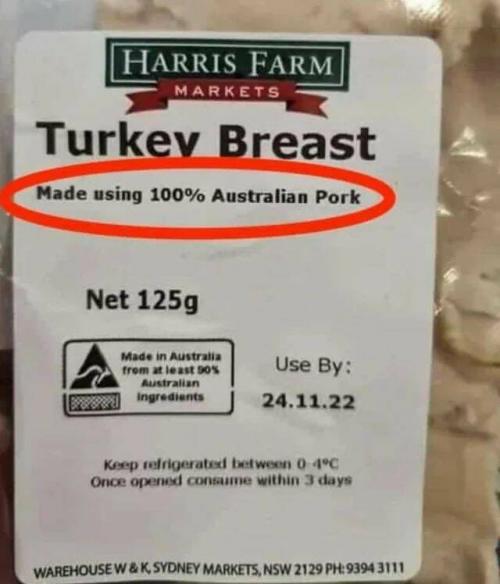 HARRIS FARM
MARKETS
Turkey Breast
Made using 100% Australian Pork
Net 125g
Made in Australia
from at least 90%
Australian
ingredients
Use By:
24.11.22
Keep refrigerated between 0-4°C
Once opened consume within 3 days
WAREHOUSE W & K, SYDNEY MARKETS, NSW 2129 PH: 9394 3111